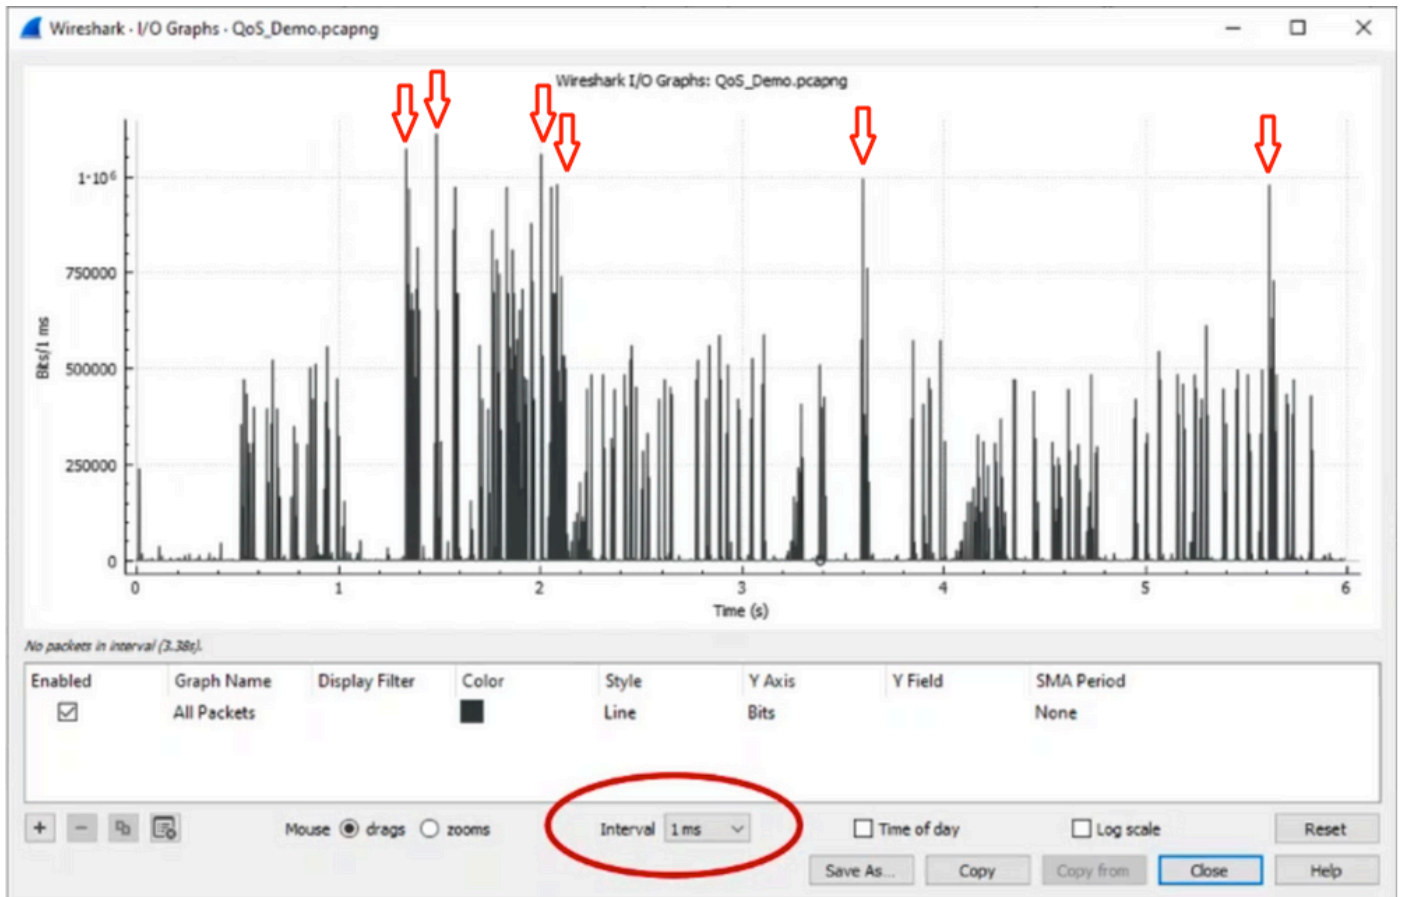 Wireshark · I/O Graphs · QoS_Demo.pcapng
Wireshark I/O Graphs: QoS_Demo.pcapng
1·10⁶
750000
500000
250000
0
Bits/1 ms
0 1 2 3 4 5 6
Time (s)
No packets in interval (3.38s).
Enabled Graph Name Display Filter Color Style Y Axis Y Field SMA Period
All Packets Line Bits None
+ − Mouse drags zooms Interval 1 ms Time of day Log scale Reset
Save As... Copy Copy from Close Help